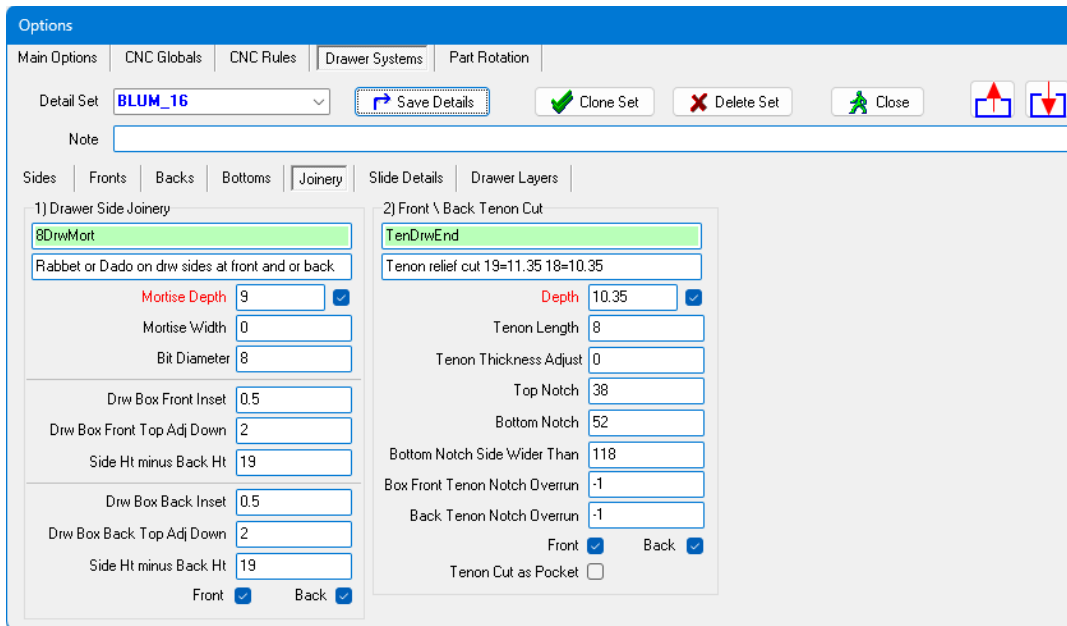 Options
Main Options CNC Globals CNC Rules Drawer Systems Part Rotation
Detail Set BLUM_16 Save Details Clone Set Delete Set Close
Note
Sides Fronts Backs Bottoms Joinery Slide Details Drawer Layers
1) Drawer Side Joinery
8DrwMort
Rabbet or Dado on drw sides at front and or back
Mortise Depth 9
Mortise Width 0
Bit Diameter 8
Drw Box Front Inset 0.5
Drw Box Front Top Adj Down 2
Side Ht minus Back Ht 19
Drw Box Back Inset 0.5
Drw Box Back Top Adj Down 2
Side Ht minus Back Ht 19
Front Back
2) Front \ Back Tenon Cut
TenDrwEnd
Tenon relief cut 19=11.35 18=10.35
Depth 10.35
Tenon Length 8
Tenon Thickness Adjust 0
Top Notch 38
Bottom Notch 52
Bottom Notch Side Wider Than 118
Box Front Tenon Notch Overrun -1
Back Tenon Notch Overrun -1
Front Back
Tenon Cut as Pocket